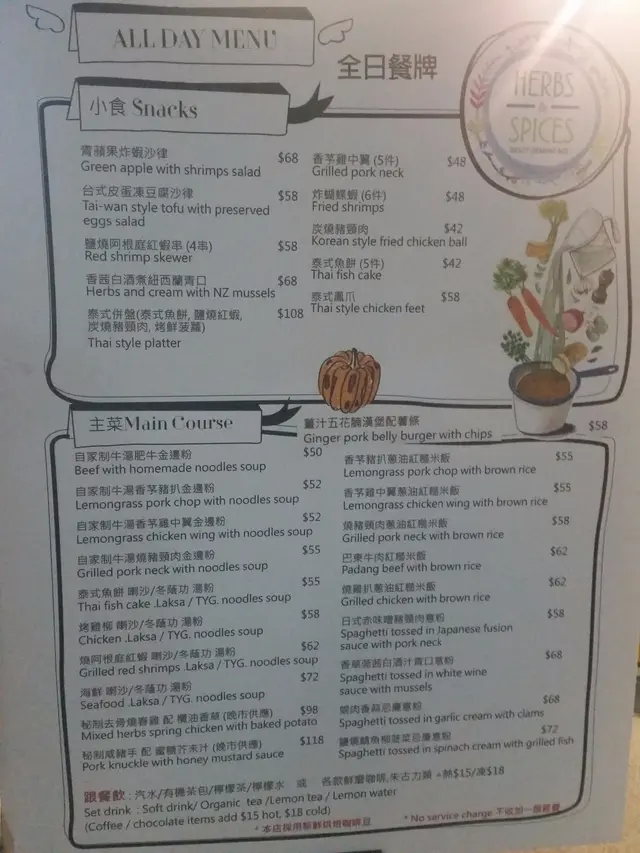 ALL DAY MENU
全日餐牌
HERBS
&
SPICES
小食 Snacks
青蘋果炸蝦沙律 $68
Green apple with shrimps salad
台式皮蛋凍豆腐沙律 $58
Tai-wan style tofu with preserved
eggs salad
鹽燒阿根庭紅蝦串 (4串) $58
Red shrimp skewer
香茜白酒煮紐西蘭青口 $68
Herbs and cream with NZ mussels
泰式併盤(泰式魚餅, 鹽燒紅蝦, $108
炭燒豬頸肉, 烤鮮菠蘿)
Thai style platter
香茅雞中翼 (5件) $48
Grilled pork neck
炸蝴蝶蝦 (6件) $48
Fried shrimps
炭燒豬頸肉 $42
Korean style fried chicken ball
泰式魚餅 (5件) $42
Thai fish cake
泰式鳳爪 $58
Thai style chicken feet
主菜Main Course
薑汁五花腩漢堡配薯條
Ginger pork belly burger with chips $58
自家制牛湯肥牛金邊粉 $50
Beef with homemade noodles soup
自家制牛湯香茅豬扒金邊粉 $52
Lemongrass pork chop with noodles soup
自家制牛湯香茅雞中翼金邊粉 $52
Lemongrass chicken wing with noodles soup
自家制牛湯燒豬頸肉金邊粉 $55
Grilled pork neck with noodles soup
泰式魚餅 喇沙/冬蔭功 湯粉 $55
Thai fish cake .Laksa / TYG. noodles soup
烤雞柳 喇沙/冬蔭功 湯粉 $58
Chicken .Laksa / TYG. noodles soup
燒阿根庭紅蝦 喇沙/冬蔭功 湯粉 $62
Grilled red shrimps .Laksa / TYG. noodles soup
海鮮 喇沙/冬蔭功 湯粉 $72
Seafood .Laksa / TYG. noodles soup
秘制去骨燒春雞 配 欖油香草 (晚市供應) $98
Mixed herbs spring chicken with baked potato
秘制咸豬手 配 蜜糖芥末汁 (晚市供應) $118
Pork knuckle with honey mustard sauce
香茅豬扒蔥油紅糙米飯 $55
Lemongrass pork chop with brown rice
香茅雞中翼蔥油紅糙米飯 $55
Lemongrass chicken wing with brown rice
燒豬頸肉蔥油紅糙米飯 $58
Grilled pork neck with brown rice
巴東牛肉紅糙米飯 $62
Padang beef with brown rice
燒雞扒蔥油紅糙米飯 $62
Grilled chicken with brown rice
日式赤味噌豬頸肉意粉 $58
Spaghetti tossed in Japanese fusion
sauce with pork neck
香草蒜茜白酒汁青口意粉 $68
Spaghetti tossed in white wine
sauce with mussels
$68
Spaghetti tossed in garlic cream with clams
$72
Spaghetti tossed in spinach cream with grilled fish
跟餐飲 : 汽水/有機茶包/檸檬茶/檸檬水 或 各款鮮磨咖啡,朱古力類 +熱$15/凍$18
Set drink : Soft drink/ Organic tea /Lemon tea / Lemon water
(Coffee / chocolate items add $15 hot, $18 cold)
*本店採用新鮮烘焙咖啡豆
* No service charge 不收加一服務費